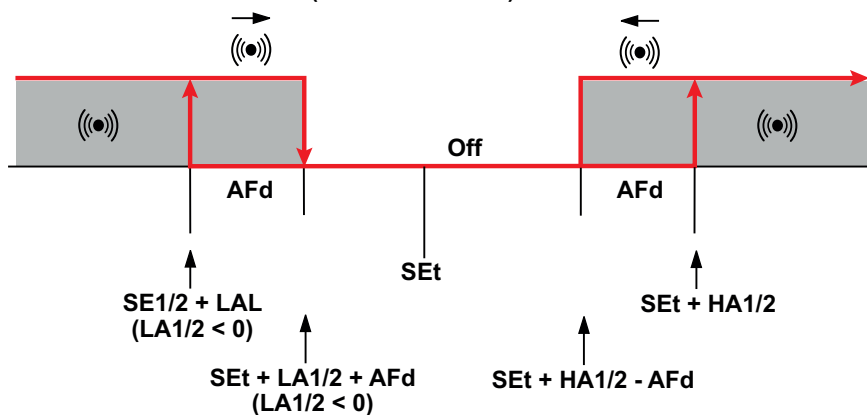 Off
AFd
AFd
SEt
SE1/2 + LAL
(LA1/2 < 0)
SEt + HA1/2
SEt + LA1/2 + AFd
(LA1/2 < 0)
SEt + HA1/2 - AFd